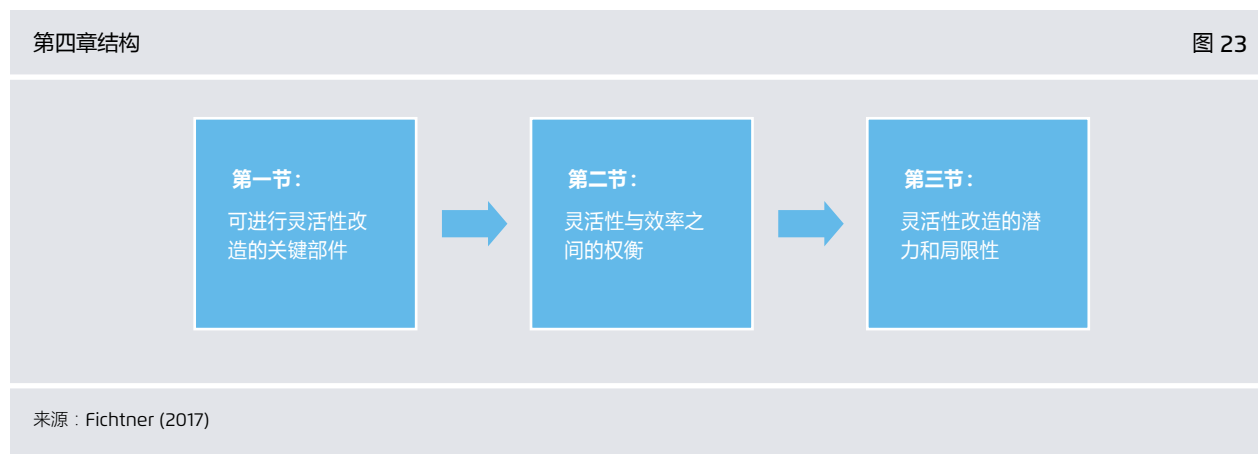 第四章结构
图 23
第一节：
可进行灵活性改
造的关键部件
第二节：
灵活性与效率之
间的权衡
第三节：
灵活性改造的潜
力和局限性
来源：Fichtner (2017)